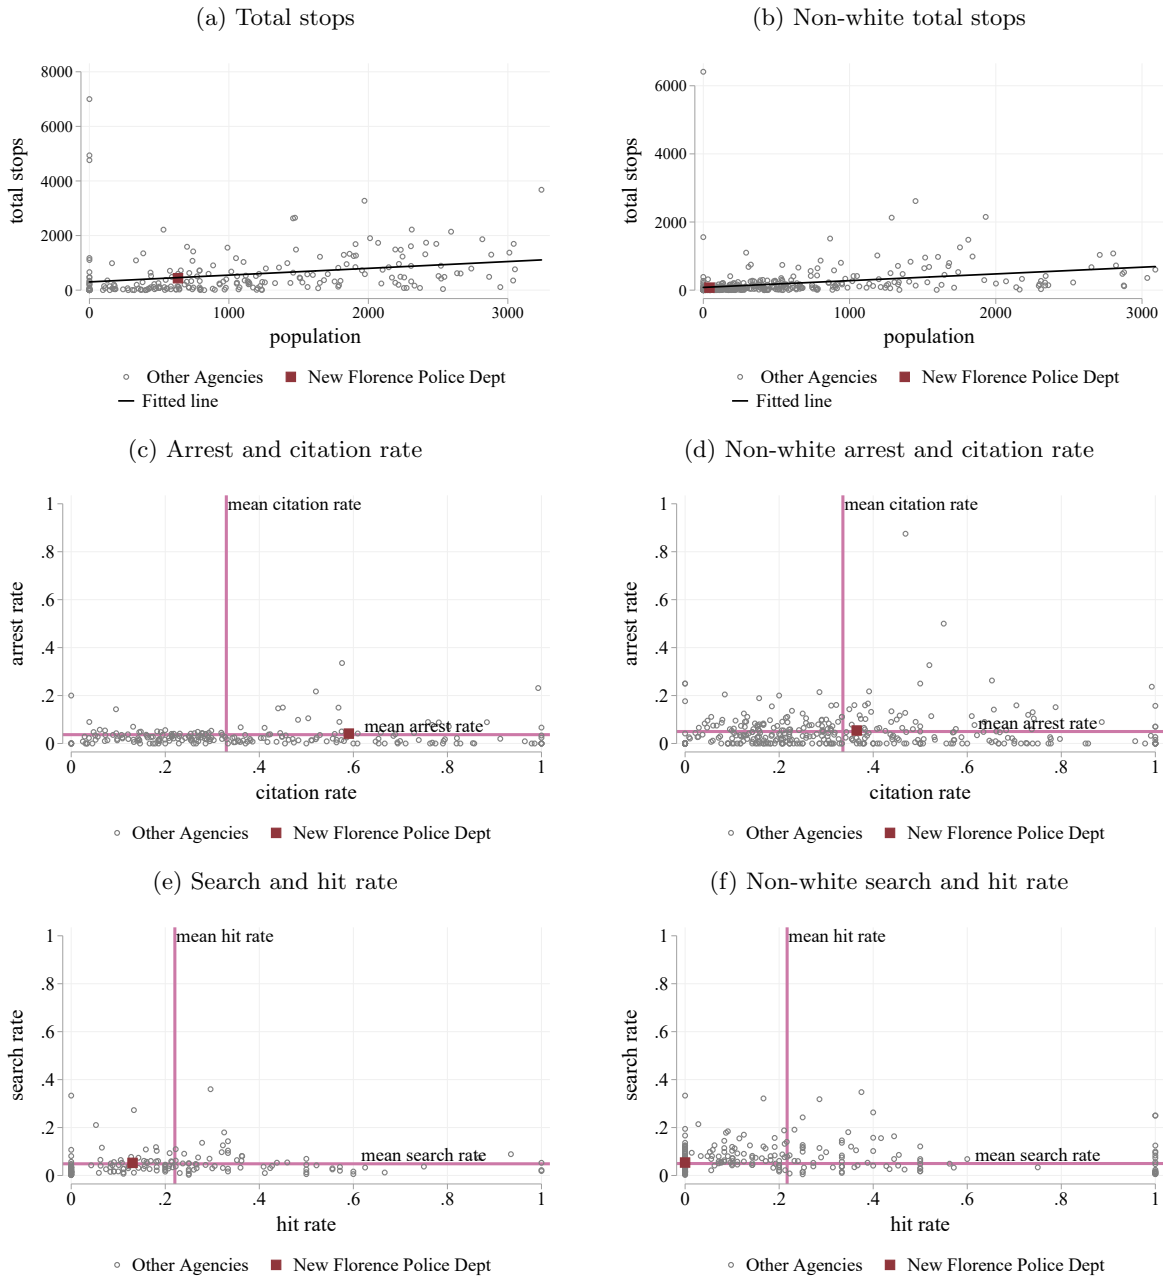 (a) Total stops
8000
6000
4000
2000
0
total stops
0 1000 2000 3000
population
Other Agencies New Florence Police Dept
Fitted line
(b) Non-white total stops
6000
4000
2000
0
total stops
0 1000 2000 3000
population
Other Agencies New Florence Police Dept
Fitted line
(c) Arrest and citation rate
1
.8
.6
.4
.2
0
arrest rate
mean citation rate
mean arrest rate
0 .2 .4 .6 .8 1
citation rate
Other Agencies New Florence Police Dept
(d) Non-white arrest and citation rate
1
.8
.6
.4
.2
0
arrest rate
mean citation rate
mean arrest rate
0 .2 .4 .6 .8 1
citation rate
Other Agencies New Florence Police Dept
(e) Search and hit rate
1
.8
.6
.4
.2
0
search rate
mean hit rate
mean search rate
0 .2 .4 .6 .8 1
hit rate
Other Agencies New Florence Police Dept
(f) Non-white search and hit rate
1
.8
.6
.4
.2
0
search rate
mean hit rate
mean search rate
0 .2 .4 .6 .8 1
hit rate
Other Agencies New Florence Police Dept